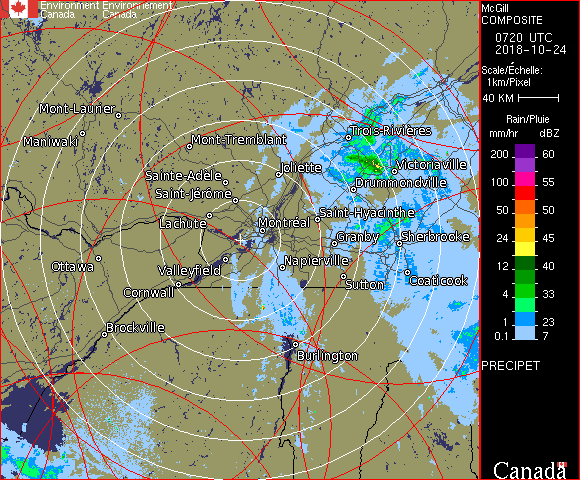 Environment Environnement
Canada Canada
McGill
COMPOSITE
0720 UTC
2018-10-24
Scale/Échelle:
1km/Pixel
40 KM
Rain/Pluie
mm/hr dBZ
200 60
100 55
50 50
24 45
12 40
4 33
1 23
0.1 7
PRECIPET
Canada
Mont-Laurier
Maniwaki
Mont-Tremblant
Trois-Rivières
Joliette
Victoriaville
Sainte-Adèle
Drummondville
Saint-Jérôme
Lachute
Saint-Hyacinthe
Montréal
Granby
Sherbrooke
Ottawa
Valleyfield
Napierville
Cornwall
Sutton
Coaticook
Brockville
Burlington